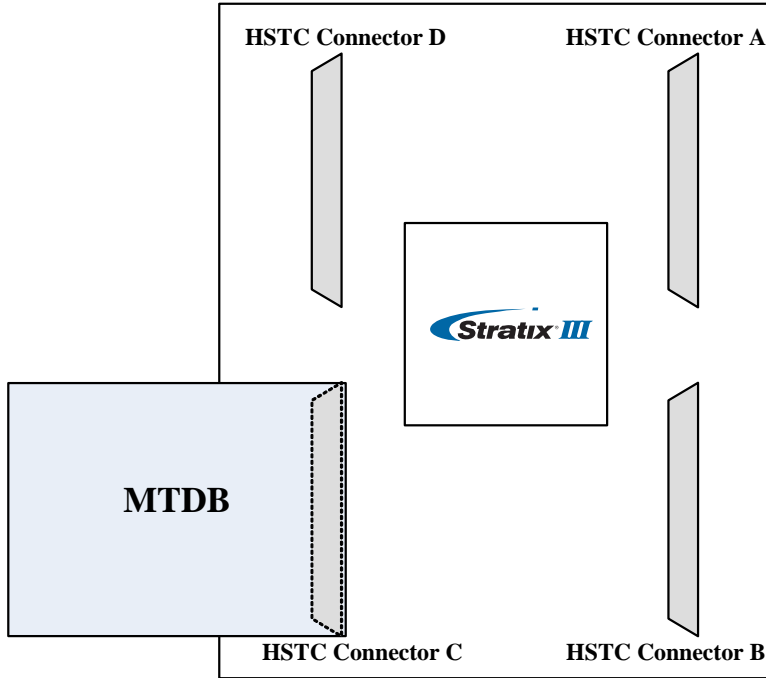 HSTC Connector D
HSTC Connector A
Stratix® III
MTDB
HSTC Connector C
HSTC Connector B